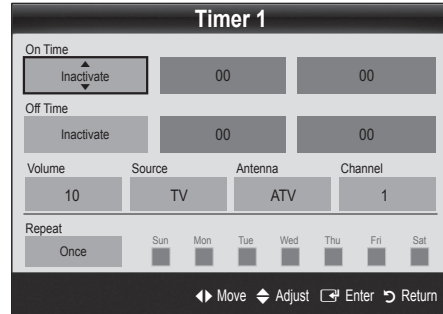 Timer 1
On Time
Inactivate 00 00
Off Time
Inactivate 00 00
Volume Source Antenna Channel
10 TV ATV 1
Repeat
Sun Mon Tue Wed Thu Fri Sat
Once
Move Adjust Enter Return